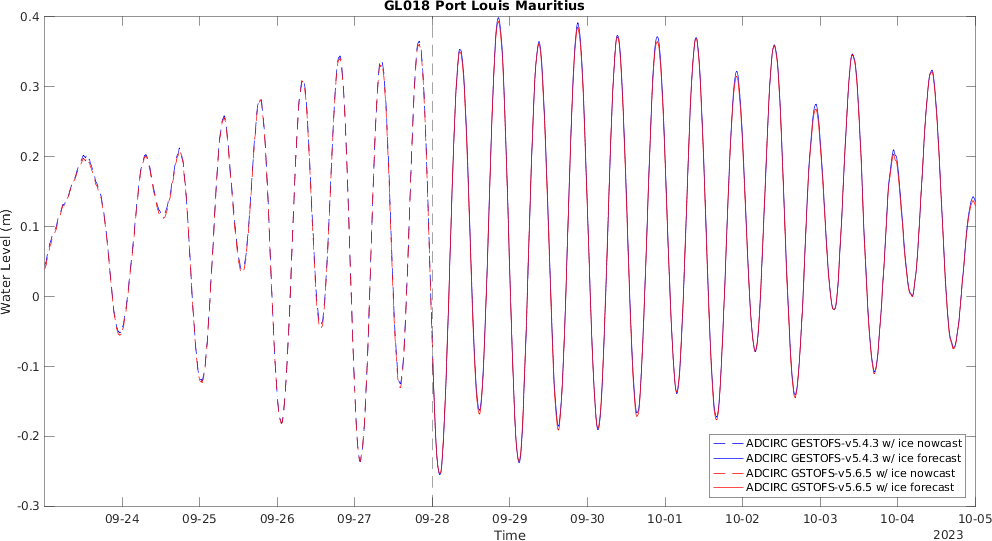 GL018 Port Louis Mauritius
0.4
0.3
0.2
0.1
0
-0.1
-0.2
-0.3
Water Level (m)
09-24 09-25 09-26 09-27 09-28 09-29 09-30 10-01 10-02 10-03 10-04 10-05
Time
2023
ADCIRC GESTOFS-v5.4.3 w/ ice nowcast
ADCIRC GESTOFS-v5.4.3 w/ ice forecast
ADCIRC GSTOFS-v5.6.5 w/ ice nowcast
ADCIRC GSTOFS-v5.6.5 w/ ice forecast